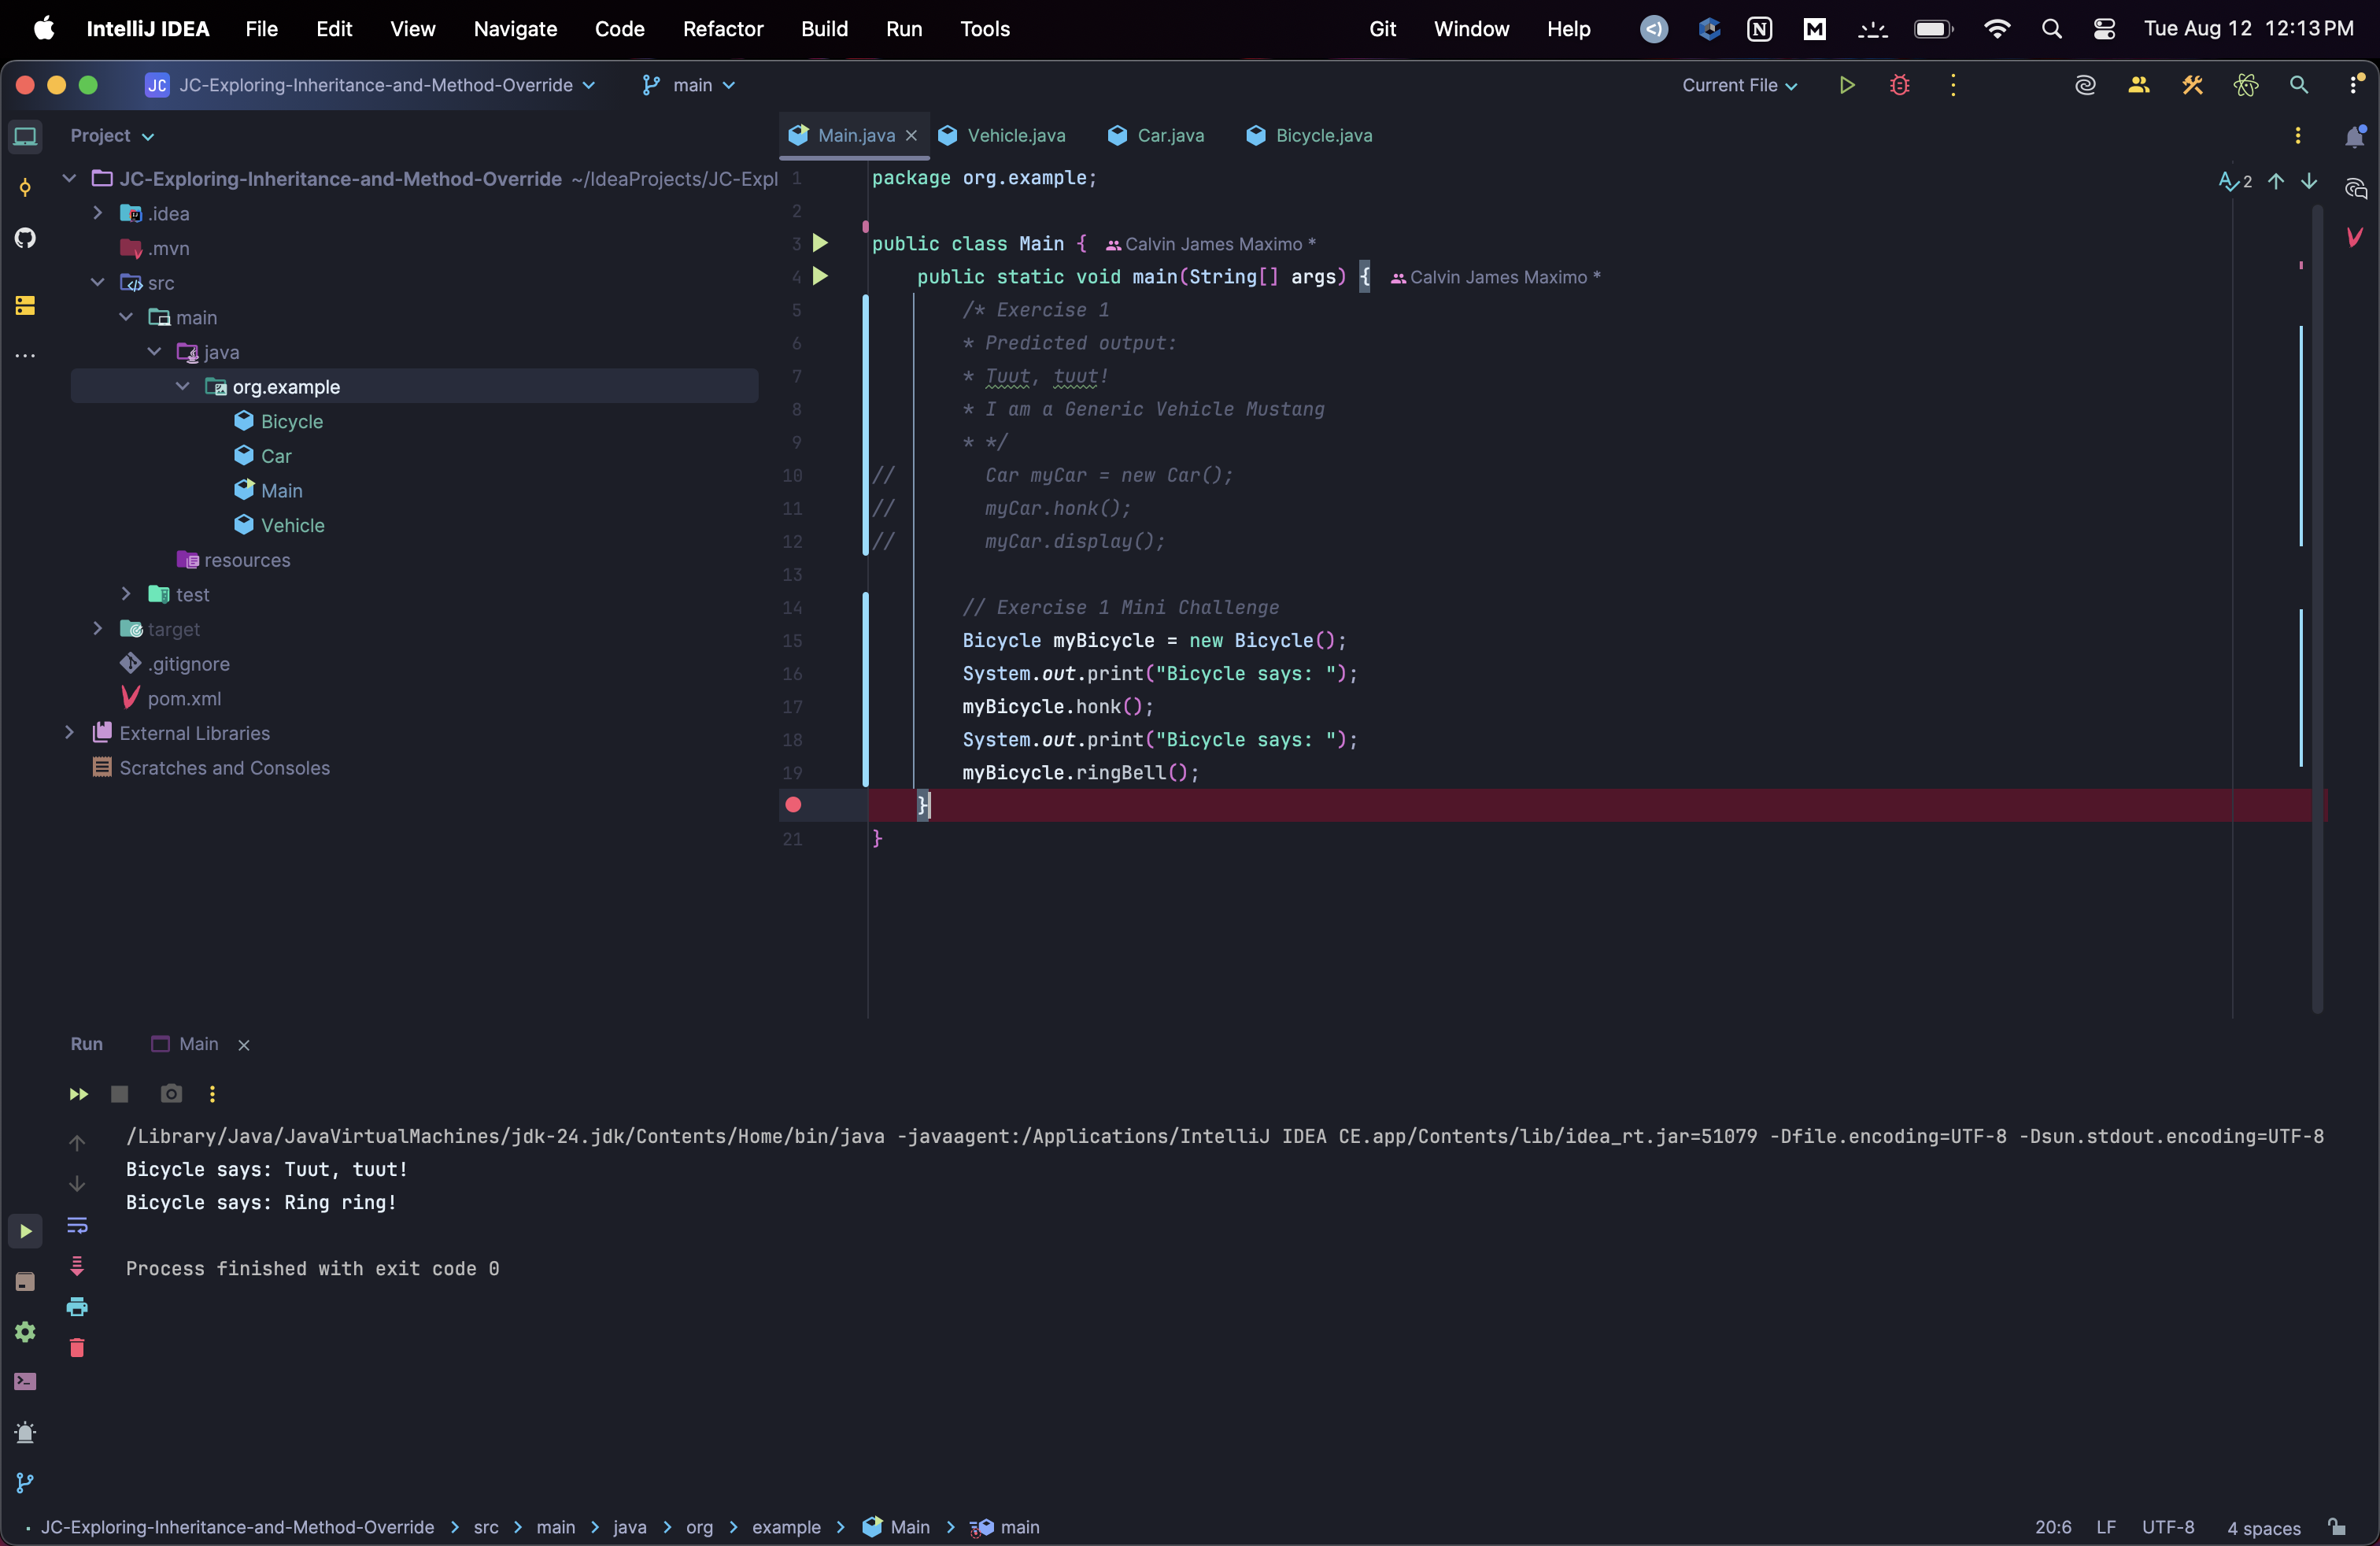 IntelliJ IDEA File Edit View Navigate Code Refactor Build Run Tools Git Window Help Tue Aug 12 12:13 PM
JC JC-Exploring-Inheritance-and-Method-Override main Current File
Project
JC-Exploring-Inheritance-and-Method-Override ~/IdeaProjects/JC-Expl
.idea
.mvn
src
main
java
org.example
Bicycle
Car
Main
Vehicle
resources
test
target
.gitignore
pom.xml
External Libraries
Scratches and Consoles
Main.java Vehicle.java Car.java Bicycle.java
2
1 package org.example;
2
3 public class Main { Calvin James Maximo *
4 public static void main(String[] args) { Calvin James Maximo *
5 /* Exercise 1
6 * Predicted output:
7 * Tuut, tuut!
8 * I am a Generic Vehicle Mustang
9 * */
10 // Car myCar = new Car();
11 // myCar.honk();
12 // myCar.display();
13
14 // Exercise 1 Mini Challenge
15 Bicycle myBicycle = new Bicycle();
16 System.out.print("Bicycle says: ");
17 myBicycle.honk();
18 System.out.print("Bicycle says: ");
19 myBicycle.ringBell();
}
21 }
Run Main
/Library/Java/JavaVirtualMachines/jdk-24.jdk/Contents/Home/bin/java -javaagent:/Applications/IntelliJ IDEA CE.app/Contents/lib/idea_rt.jar=51079 -Dfile.encoding=UTF-8 -Dsun.stdout.encoding=UTF-8
Bicycle says: Tuut, tuut!
Bicycle says: Ring ring!
Process finished with exit code 0
JC-Exploring-Inheritance-and-Method-Override > src > main > java > org > example > Main > main 20:6 LF UTF-8 4 spaces